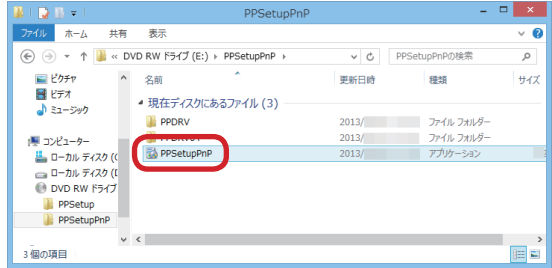 PPSetupPnP
ファイル ホーム 共有 表示
« DVD RW ドライブ (E:) ▸ PPSetupPnP ▸
PPSetupPnPの検索
ピクチャ
ビデオ
ミュージック
コンピューター
ローカル ディスク (C
ローカル ディスク (
DVD RW ドライブ
PPSetup
PPSetupPnP
名前 更新日時 種類 サイズ
現在ディスクにあるファイル (3)
PPDRV 2013/ ファイル フォルダー
2013/ ファイル フォルダー
PPSetupPnP 2013/ アプリケーション
3 個の項目